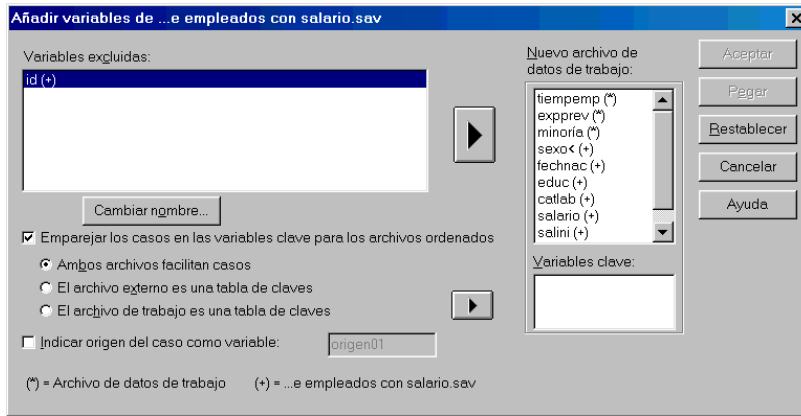 Añadir variables de ...e empleados con salario.sav
Variables excluidas:
id (+)
Cambiar nombre...
Emparejar los casos en las variables clave para los archivos ordenados
Ambos archivos facilitan casos
El archivo externo es una tabla de claves
El archivo de trabajo es una tabla de claves
Indicar origen del caso como variable:
origen01
(*) = Archivo de datos de trabajo
(+) = ...e empleados con salario.sav
Nuevo archivo de
datos de trabajo:
tiempemp (*)
expprev (*)
minoría (*)
sexo< (+)
fechnac (+)
educ (+)
catlab (+)
salario (+)
salini (+)
Variables clave:
Aceptar
Pegar
Restablecer
Cancelar
Ayuda